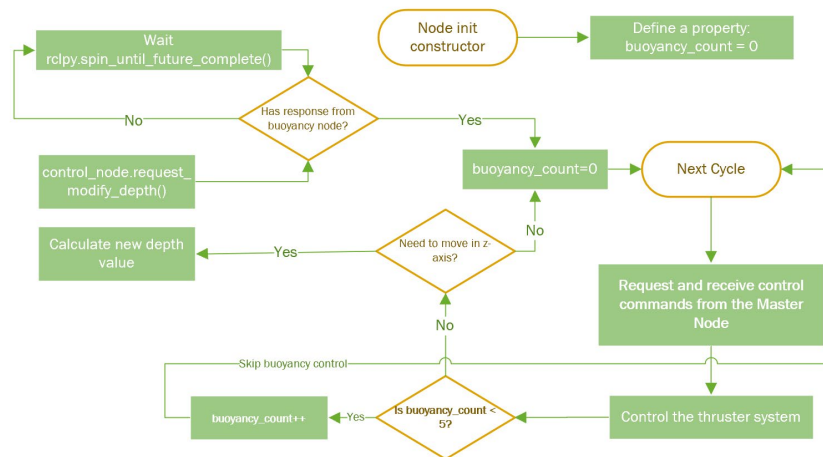 Wait
rclpy.spin_until_future_complete()
Node init
constructor
Define a property:
buoyancy_count = 0
Has response from
buoyancy node?
No
Yes
control_node.request_
modify_depth()
buoyancy_count=0
Next Cycle
Calculate new depth
value
Yes
Need to move in z-
axis?
No
Request and receive control
commands from the Master
Node
No
Skip buoyancy control
buoyancy_count++
Yes
Is buoyancy_count <
5?
Control the thruster system